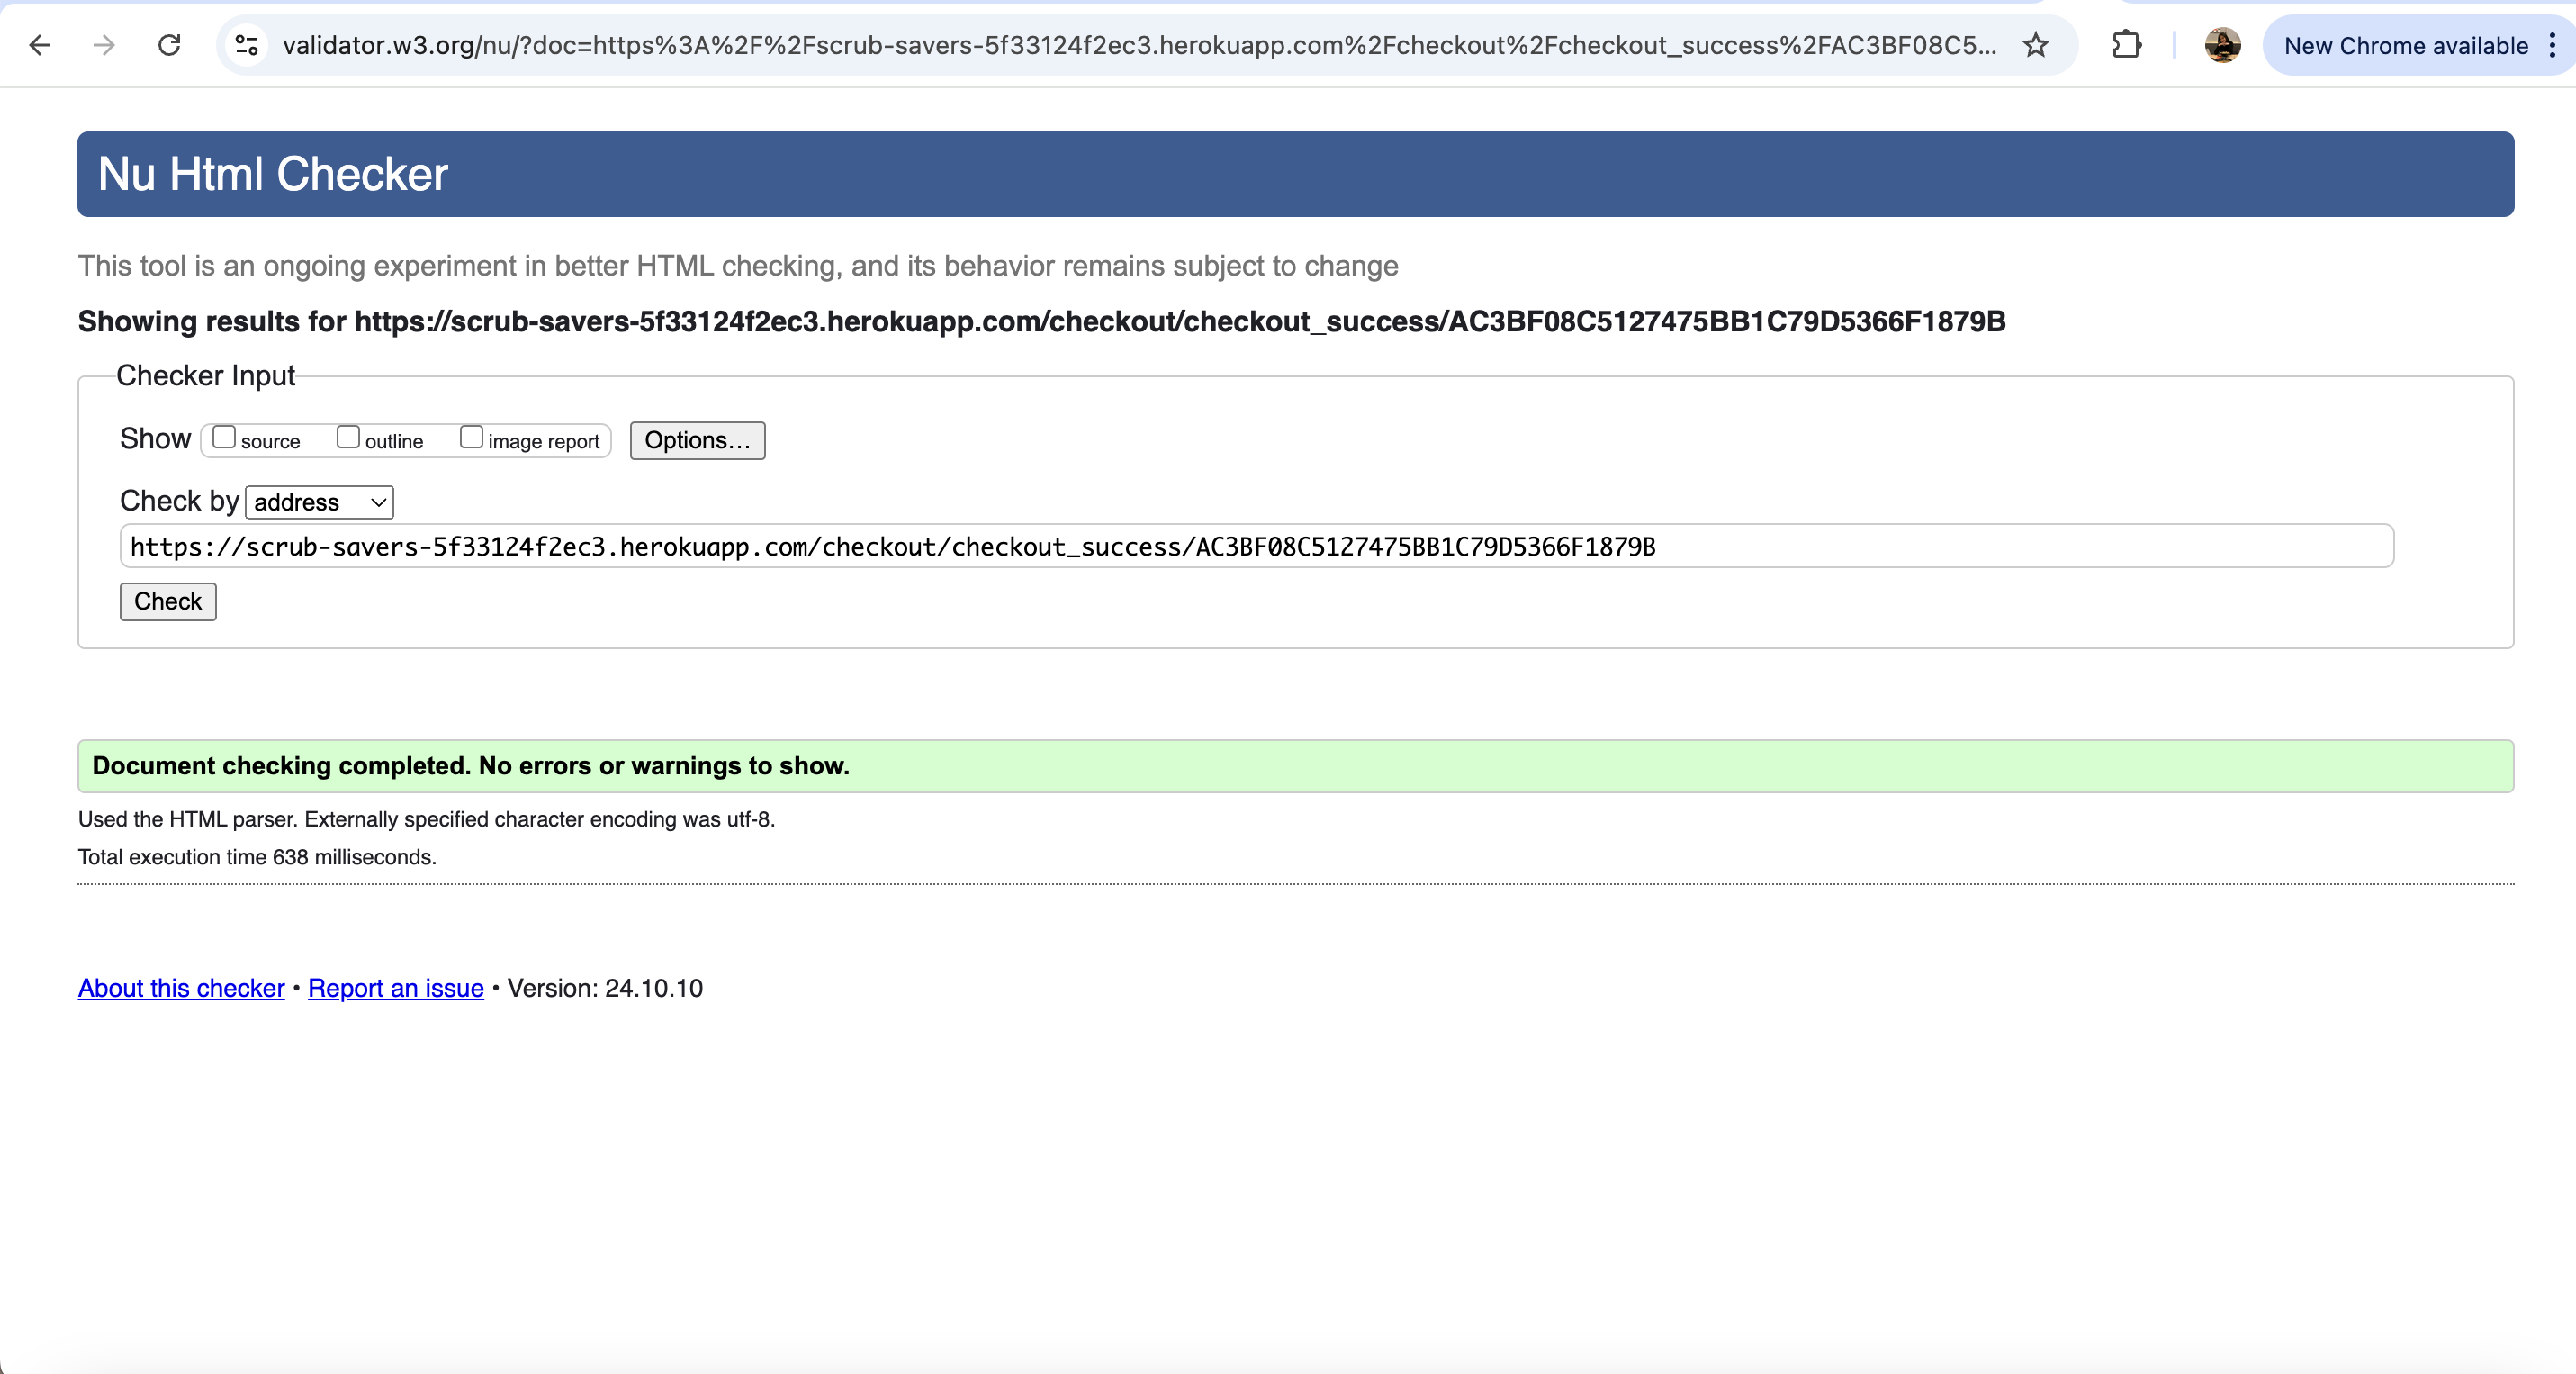 validator.w3.org/nu/?doc=https%3A%2F%2Fscrub-savers-5f33124f2ec3.herokuapp.com%2Fcheckout%2Fcheckout_success%2FAC3BF08C5...
New Chrome available
Nu Html Checker
This tool is an ongoing experiment in better HTML checking, and its behavior remains subject to change
Showing results for https://scrub-savers-5f33124f2ec3.herokuapp.com/checkout/checkout_success/AC3BF08C5127475BB1C79D5366F1879B
Checker Input
Show source outline image report Options...
Check by address
https://scrub-savers-5f33124f2ec3.herokuapp.com/checkout/checkout_success/AC3BF08C5127475BB1C79D5366F1879B
Check
Document checking completed. No errors or warnings to show.
Used the HTML parser. Externally specified character encoding was utf-8.
Total execution time 638 milliseconds.
About this checker • Report an issue • Version: 24.10.10